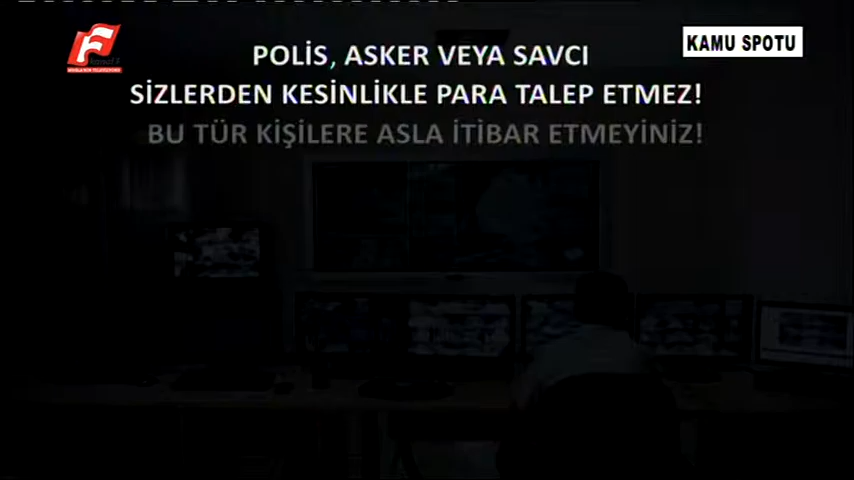 KAMU SPOTU
POLİS, ASKER VEYA SAVCI
SİZLERDEN KESİNLİKLE PARA TALEP ETMEZ!
BU TÜR KİŞİLERE ASLA İTİBAR ETMEYİNİZ!